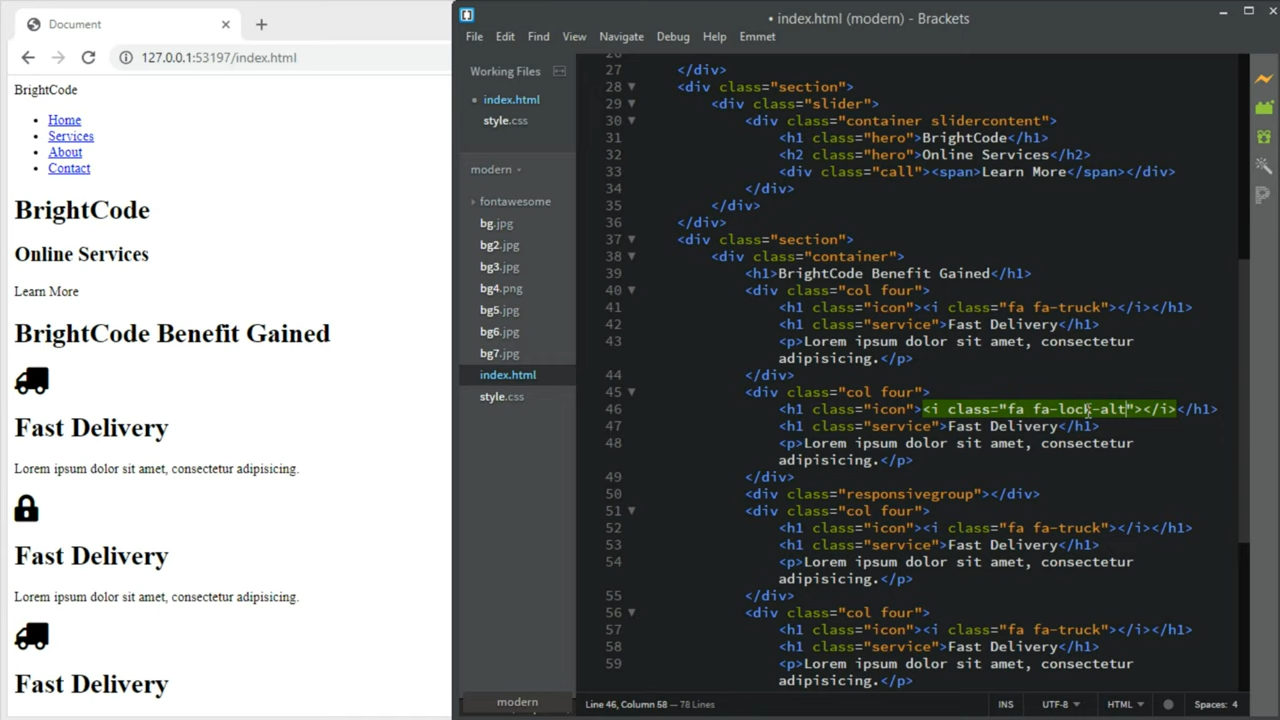 Document
127.0.0.1:53197/index.html
BrightCode
Home
Services
About
Contact
BrightCode
Online Services
Learn More
BrightCode Benefit Gained
Fast Delivery
Lorem ipsum dolor sit amet, consectetur adipisicing.
Fast Delivery
Lorem ipsum dolor sit amet, consectetur adipisicing.
Fast Delivery
• index.html (modern) - Brackets
File Edit Find View Navigate Debug Help Emmet
Working Files
index.html
style.css
modern
fontawesome
bg.jpg
bg2.jpg
bg3.jpg
bg4.png
bg5.jpg
bg6.jpg
bg7.jpg
index.html
style.css
modern
26
27 </div>
28 <div class="section">
29 <div class="slider">
30 <div class="container slidercontent">
31 <h1 class="hero">BrightCode</h1>
32 <h2 class="hero">Online Services</h2>
33 <div class="call"><span>Learn More</span></div>
34 </div>
35 </div>
36 </div>
37 <div class="section">
38 <div class="container">
39 <h1>BrightCode Benefit Gained</h1>
40 <div class="col four">
41 <h1 class="icon"><i class="fa fa-truck"></i></h1>
42 <h1 class="service">Fast Delivery</h1>
43 <p>Lorem ipsum dolor sit amet, consectetur
adipisicing.</p>
44 </div>
45 <div class="col four">
46 <h1 class="icon"><i class="fa fa-lock-alt"></i></h1>
47 <h1 class="service">Fast Delivery</h1>
48 <p>Lorem ipsum dolor sit amet, consectetur
adipisicing.</p>
49 </div>
50 <div class="responsivegroup"></div>
51 <div class="col four">
52 <h1 class="icon"><i class="fa fa-truck"></i></h1>
53 <h1 class="service">Fast Delivery</h1>
54 <p>Lorem ipsum dolor sit amet, consectetur
adipisicing.</p>
55 </div>
56 <div class="col four">
57 <h1 class="icon"><i class="fa fa-truck"></i></h1>
58 <h1 class="service">Fast Delivery</h1>
59 <p>Lorem ipsum dolor sit amet, consectetur
adipisicing.</p>
Line 46, Column 58 — 78 Lines
INS UTF-8 HTML Spaces: 4